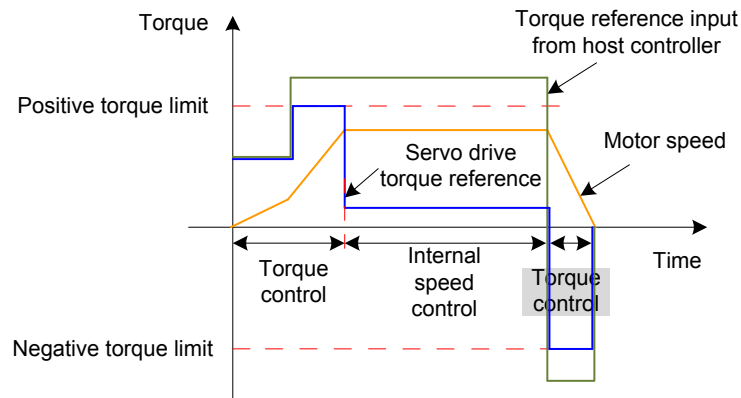 Torque
Torque reference input
from host controller
Positive torque limit
Motor speed
Servo drive
torque reference
Time
Torque
control
Internal
speed
control
Torque
control
Negative torque limit